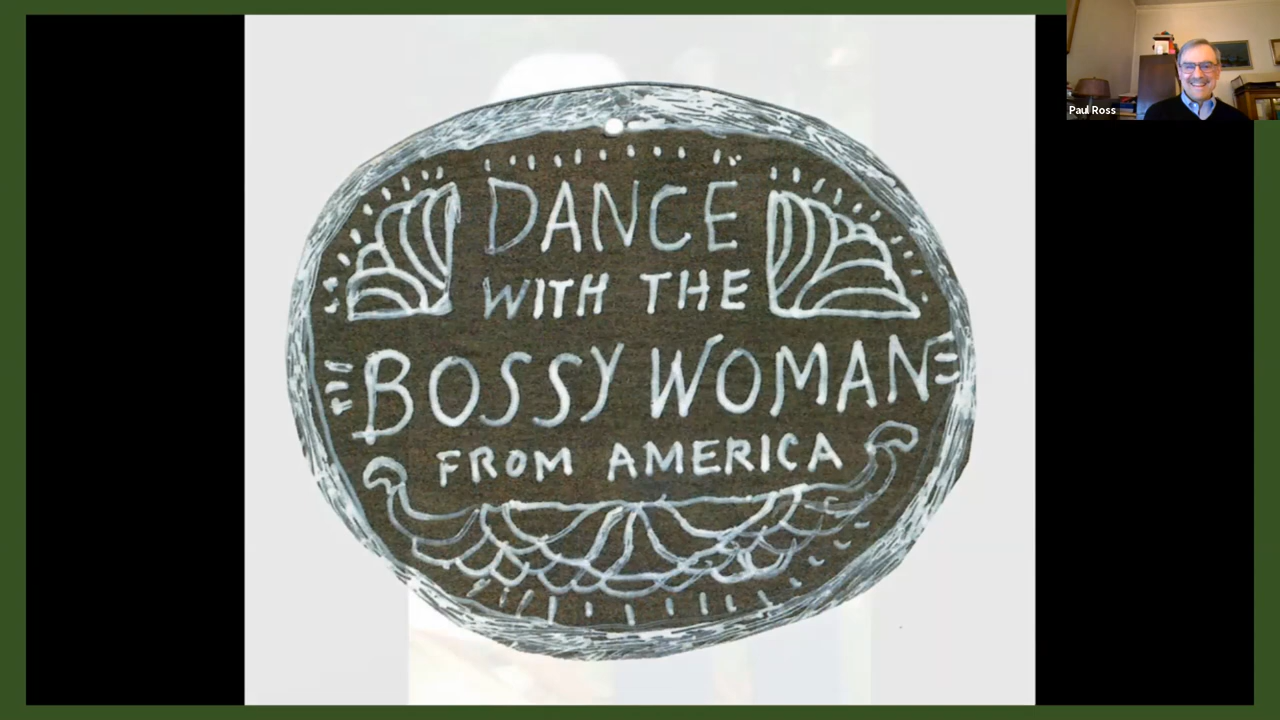 DANCE
WITH THE
BOSSY WOMAN
FROM AMERICA
Paul Ross